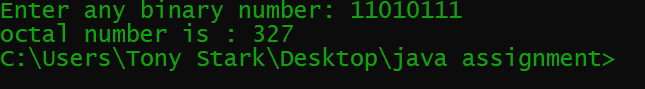 Enter any binary number: 11010111
octal number is : 327
C:\Users\Tony Stark\Desktop\java assignment>